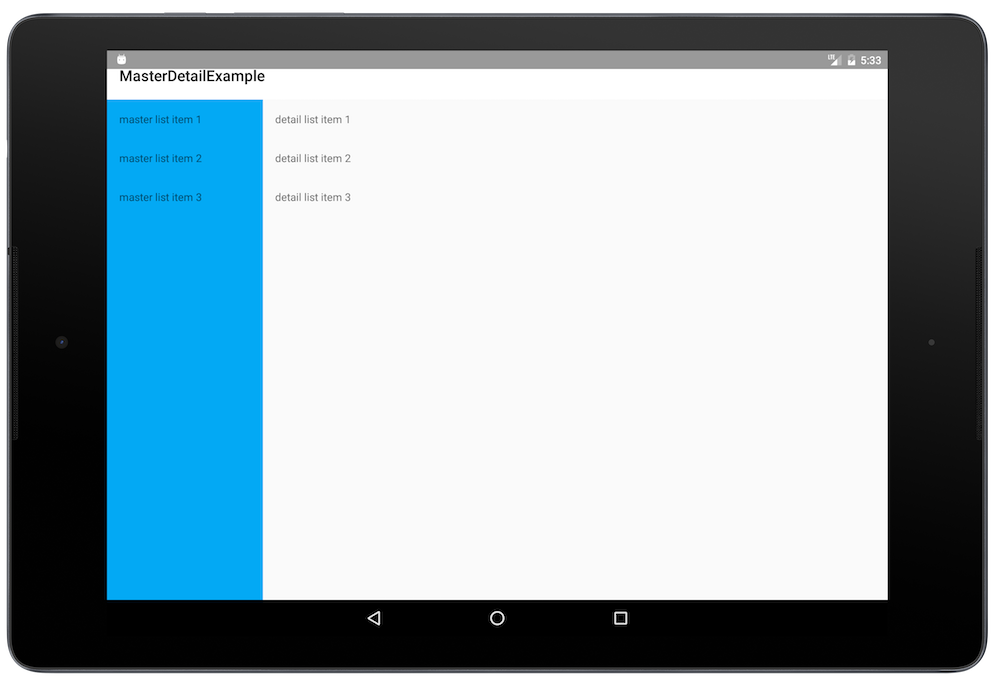 LTE 5:33
MasterDetailExample
master list item 1
master list item 2
master list item 3
detail list item 1
detail list item 2
detail list item 3